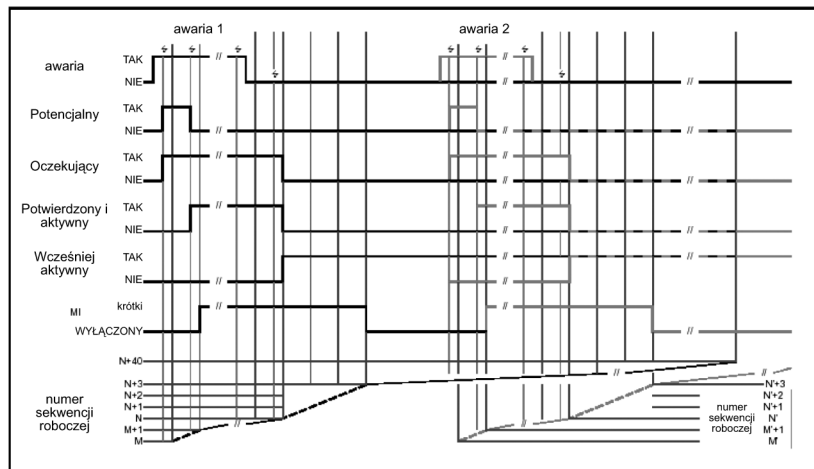 awaria 1
awaria 2
awaria
TAK
NIE
Potencjalny
TAK
NIE
Oczekujący
TAK
NIE
Potwierdzony i
aktywny
TAK
NIE
Wcześniej
aktywny
TAK
NIE
MI
krótki
WYŁĄCZONY
numer
sekwencji
roboczej
N+40
N+3
N+2
N+1
N
M+1
M
numer
sekwencji
roboczej
N'+3
N'+2
N'+1
N'
M'+1
M'